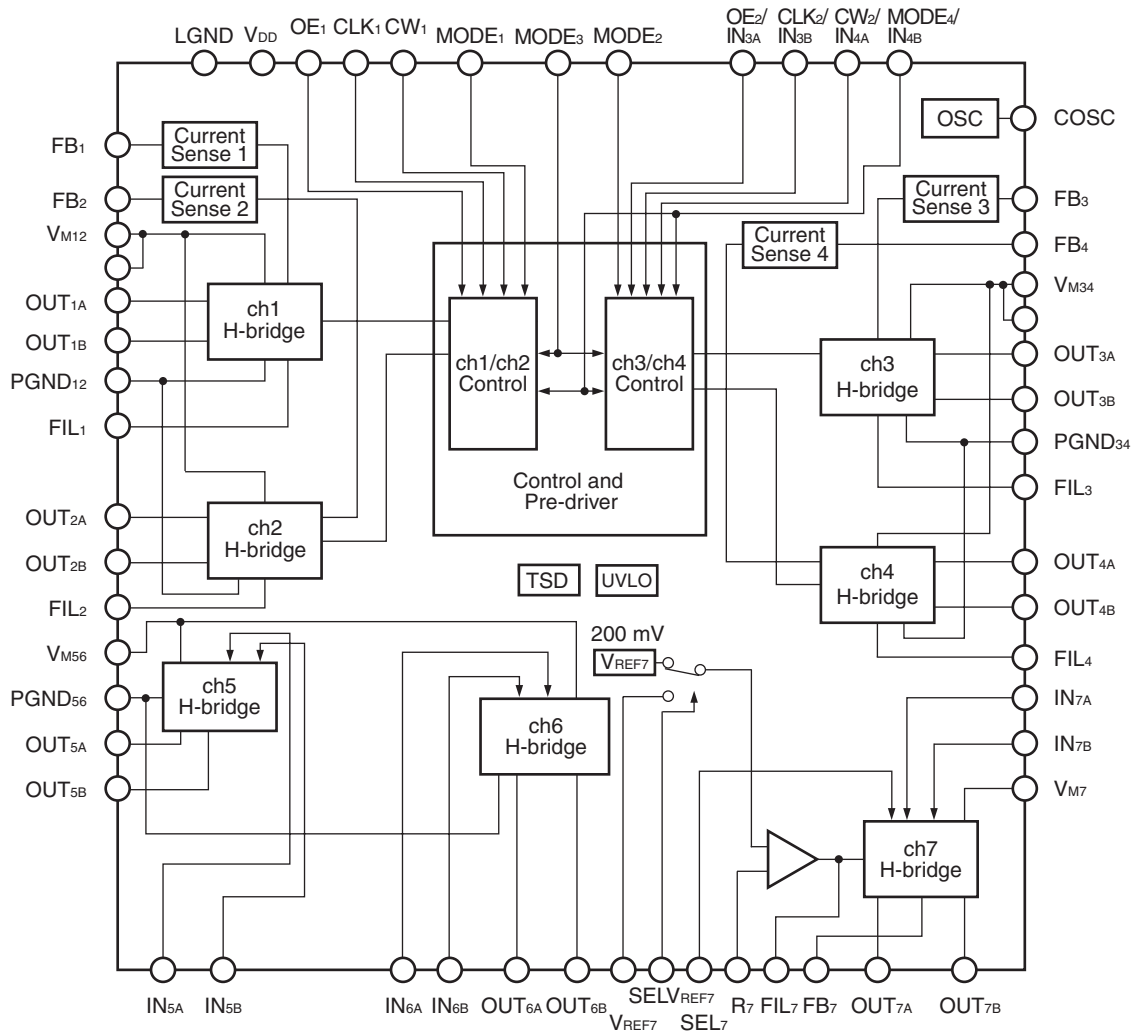 LGND
VDD
OE1
CLK1
CW1
MODE1
MODE3
MODE2
OE2/
IN3A
CLK2/
IN3B
CW2/
IN4A
MODE4/
IN4B
OSC
COSC
FB1
Current
Sense 1
FB2
Current
Sense 2
VM12
OUT1A
OUT1B
PGND12
FIL1
ch1
H-bridge
OUT2A
OUT2B
FIL2
ch2
H-bridge
ch1/ch2
Control
ch3/ch4
Control
Control and
Pre-driver
Current
Sense 3
FB3
Current
Sense 4
FB4
VM34
OUT3A
OUT3B
PGND34
FIL3
ch3
H-bridge
ch4
H-bridge
OUT4A
OUT4B
FIL4
TSD
UVLO
VM56
PGND56
OUT5A
OUT5B
ch5
H-bridge
ch6
H-bridge
200 mV
VREF7
IN7A
IN7B
VM7
ch7
H-bridge
IN5A
IN5B
IN6A
IN6B
OUT6A
OUT6B
VREF7
SELVREF7
SEL7
R7
FIL7
FB7
OUT7A
OUT7B